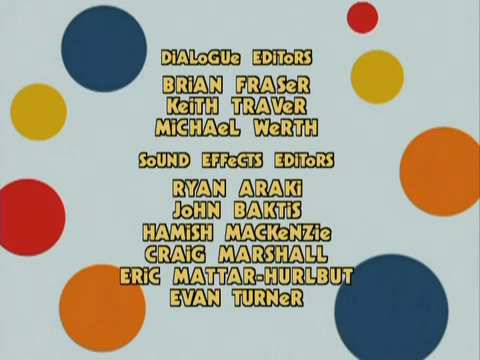 DiALoGUe EDiToRS
BRiAN FRASeR
KeiTH TRAVeR
MiCHAeL WeRTH
SoUND EFFeCTS EDiToRS
RYAN ARAKi
JoHN BAKTiS
HAMiSH MACKeNZie
CRAiG MARSHALL
ERiC MATTAR-HURLBUT
EVAN TURNeR